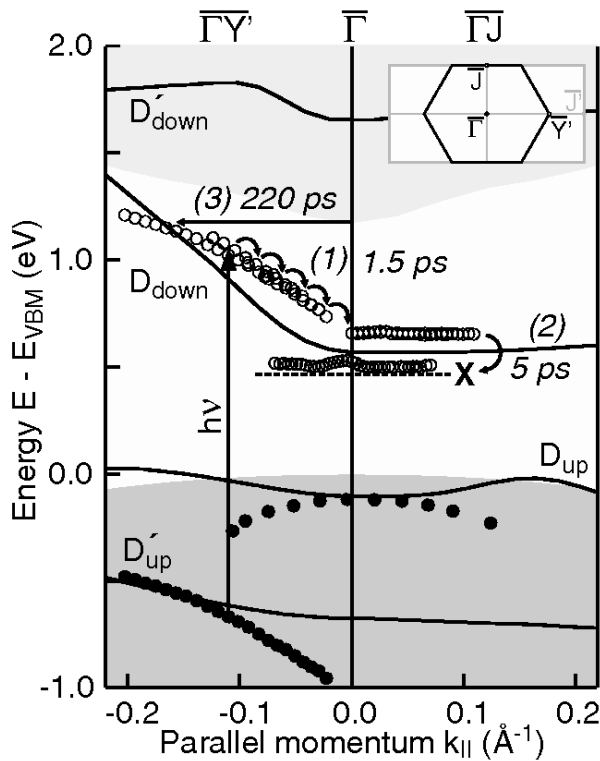 Γ̅Y̅'̅ Γ̅ Γ̅J̅
2.0
D´down
J̅
J̅'
Γ̅ Y̅'
(3) 220 ps
1.0
(1) 1.5 ps
Ddown
(2)
X 5 ps
hν
0.0
Dup
D´up
-1.0
-0.2 -0.1 0.0 0.1 0.2
Parallel momentum k|| (Å-1)
Energy E - EVBM (eV)